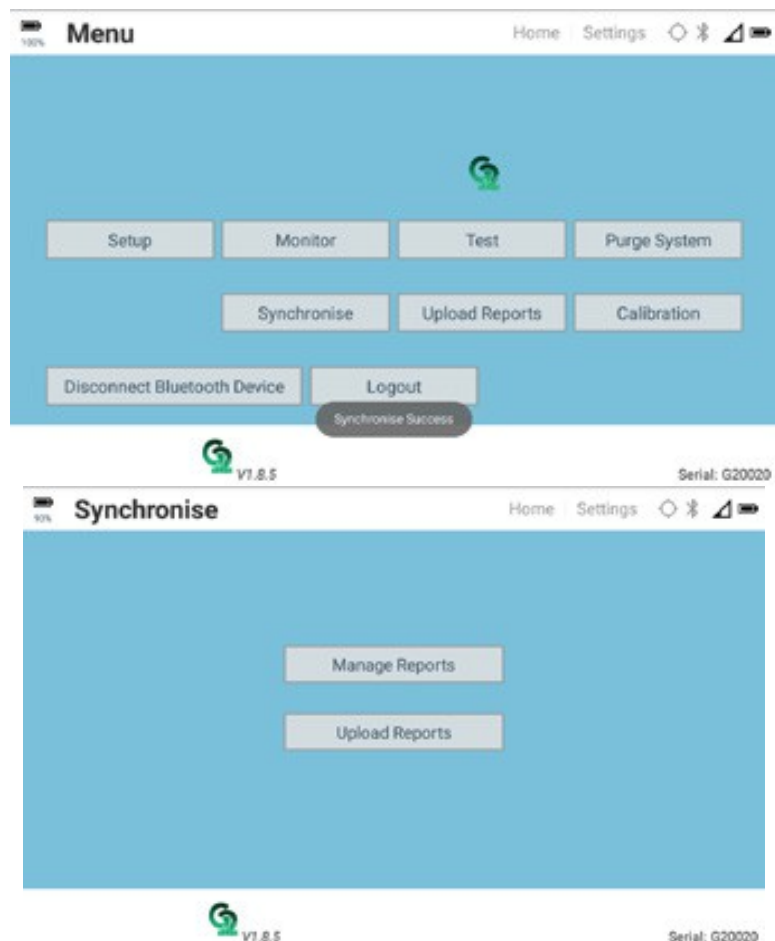 Menu Home Settings
100%
Setup Monitor Test Purge System
Synchronise Upload Reports Calibration
Disconnect Bluetooth Device Logout
Synchronise Success
V1.8.5 Serial: G20020
Synchronise Home Settings
90%
Manage Reports
Upload Reports
V1.8.5 Serial: G20020